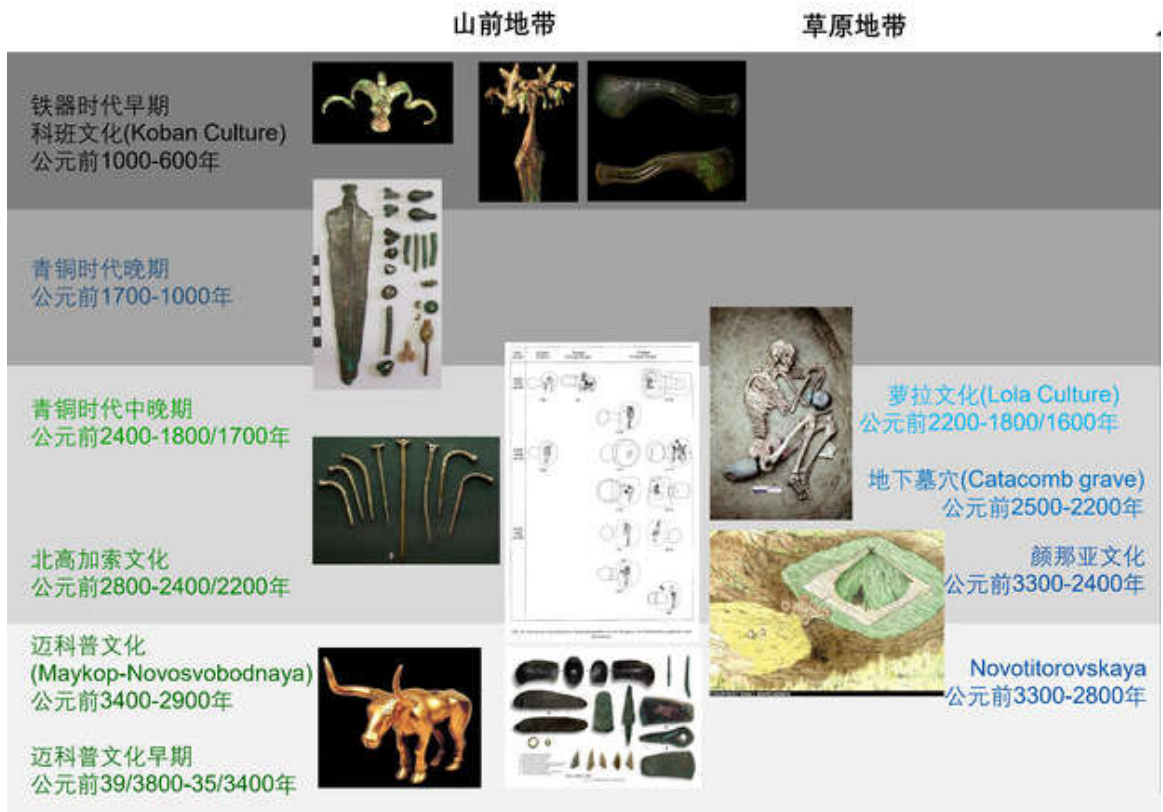 山前地带
草原地带
铁器时代早期
科班文化(Koban Culture)
公元前1000-600年
青铜时代晚期
公元前1700-1000年
青铜时代中晚期
公元前2400-1800/1700年
萝拉文化(Lola Culture)
公元前2200-1800/1600年
地下墓穴(Catacomb grave)
公元前2500-2200年
北高加索文化
公元前2800-2400/2200年
颜那亚文化
公元前3300-2400年
迈科普文化
(Maykop-Novosvobodnaya)
公元前3400-2900年
Novotitorovskaya
公元前3300-2800年
迈科普文化早期
公元前39/3800-35/3400年